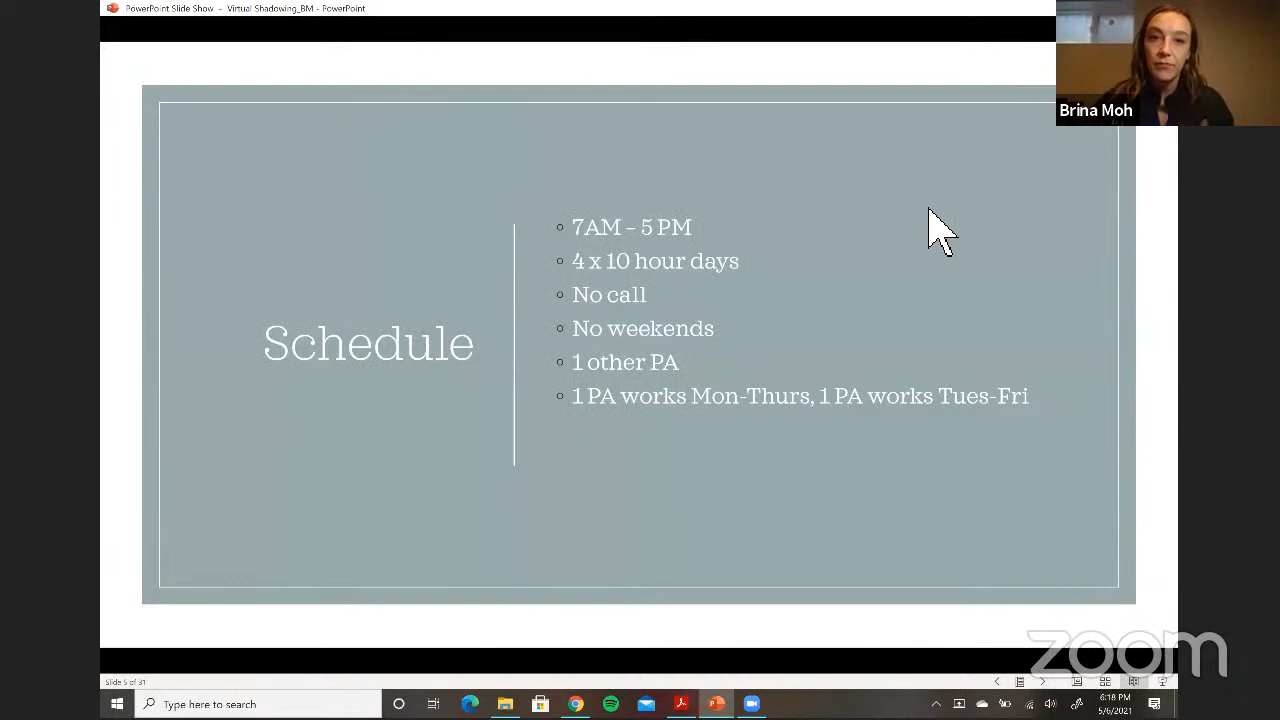 PowerPoint Slide Show - Virtual Shadowing_BM - PowerPoint
Brina Moh
Schedule
7AM – 5 PM
4 x 10 hour days
No call
No weekends
1 other PA
1 PA works Mon-Thurs, 1 PA works Tues-Fri
zoom
Slide 5 of 31
Type here to search
6:18 PM
5/6/2021